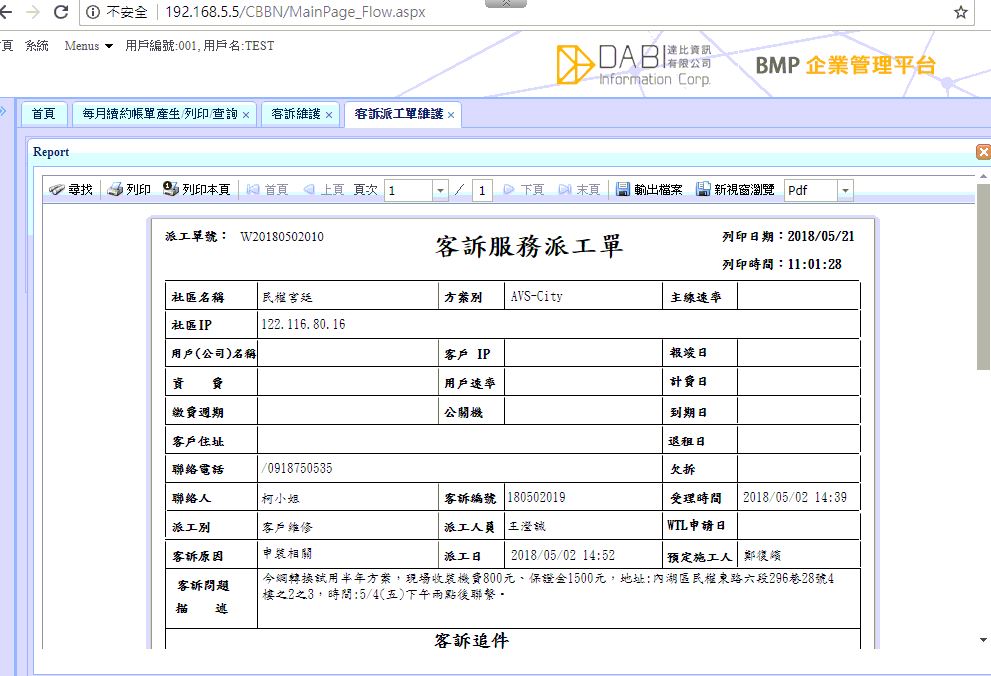 不安全 192.168.5.5/CBBN/MainPage_Flow.aspx
頁 系統 Menus 用戶編號:001, 用戶名:TEST
DABI 達比資訊有限公司
Information Corp.
BMP 企業管理平台
首頁 每月續約帳單產生/列印/查詢 × 客訴維護 × 客訴派工單維護 ×
Report
尋找 列印 列印本頁 首頁 上頁 頁次 1 / 1 下頁 末頁 輸出檔案 新視窗瀏覽 Pdf
派工單號： W20180502010
客訴服務派工單
列印日期：2018/05/21
列印時間：11:01:28
社區名稱 民權宮廷 方案別 AVS-City 主線速率
社區IP 122.116.80.16
用戶(公司)名稱 客戶 IP 報竣日
資 費 用戶速率 計費日
繳費週期 公關機 到期日
客戶住址 退租日
聯絡電話 /0918750535 欠拆
聯絡人 柯小姐 客訴編號 180502019 受理時間 2018/05/02 14:39
派工別 客戶維修 派工人員 王瀅誠 WTL申請日
客訴原因 申裝相關 派工日 2018/05/02 14:52 預定施工人 鄭復
客訴問題描 述
今網轉換試用半年方案，現場收裝機費800元、保證金1500元，地址:內湖區民權東路六段296巷28號4
樓之2之3，時間:5/4(五)下午兩點後聯繫。
客訴追件